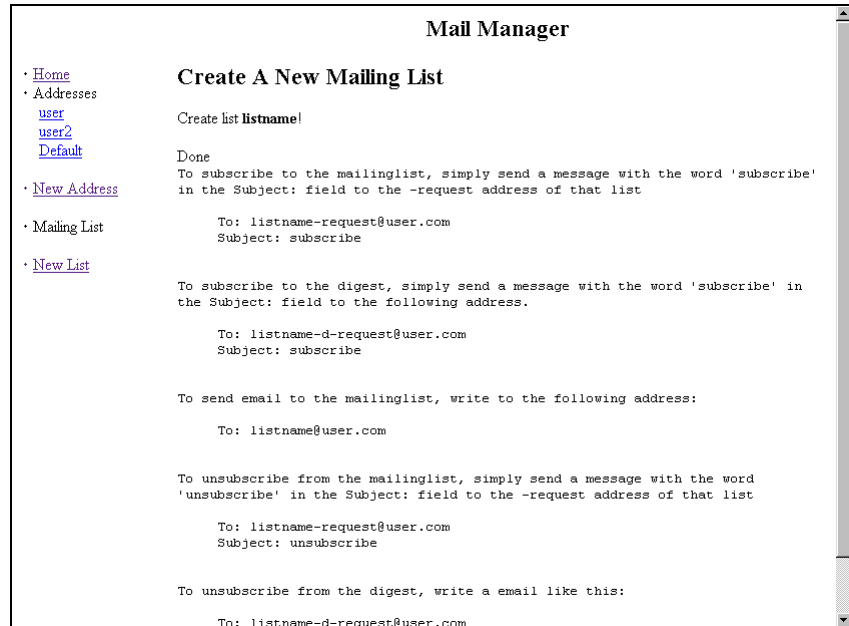 Mail Manager
· Home
· Addresses
user
user2
Default
· New Address
· Mailing List
· New List
Create A New Mailing List
Create list listname!
Done
To subscribe to the mailinglist, simply send a message with the word 'subscribe'
in the Subject: field to the -request address of that list
To: listname-request@user.com
Subject: subscribe
To subscribe to the digest, simply send a message with the word 'subscribe' in
the Subject: field to the following address.
To: listname-d-request@user.com
Subject: subscribe
To send email to the mailinglist, write to the following address:
To: listname@user.com
To unsubscribe from the mailinglist, simply send a message with the word
'unsubscribe' in the Subject: field to the -request address of that list
To: listname-request@user.com
Subject: unsubscribe
To unsubscribe from the digest, write a email like this:
To: listname-d-request@user.com